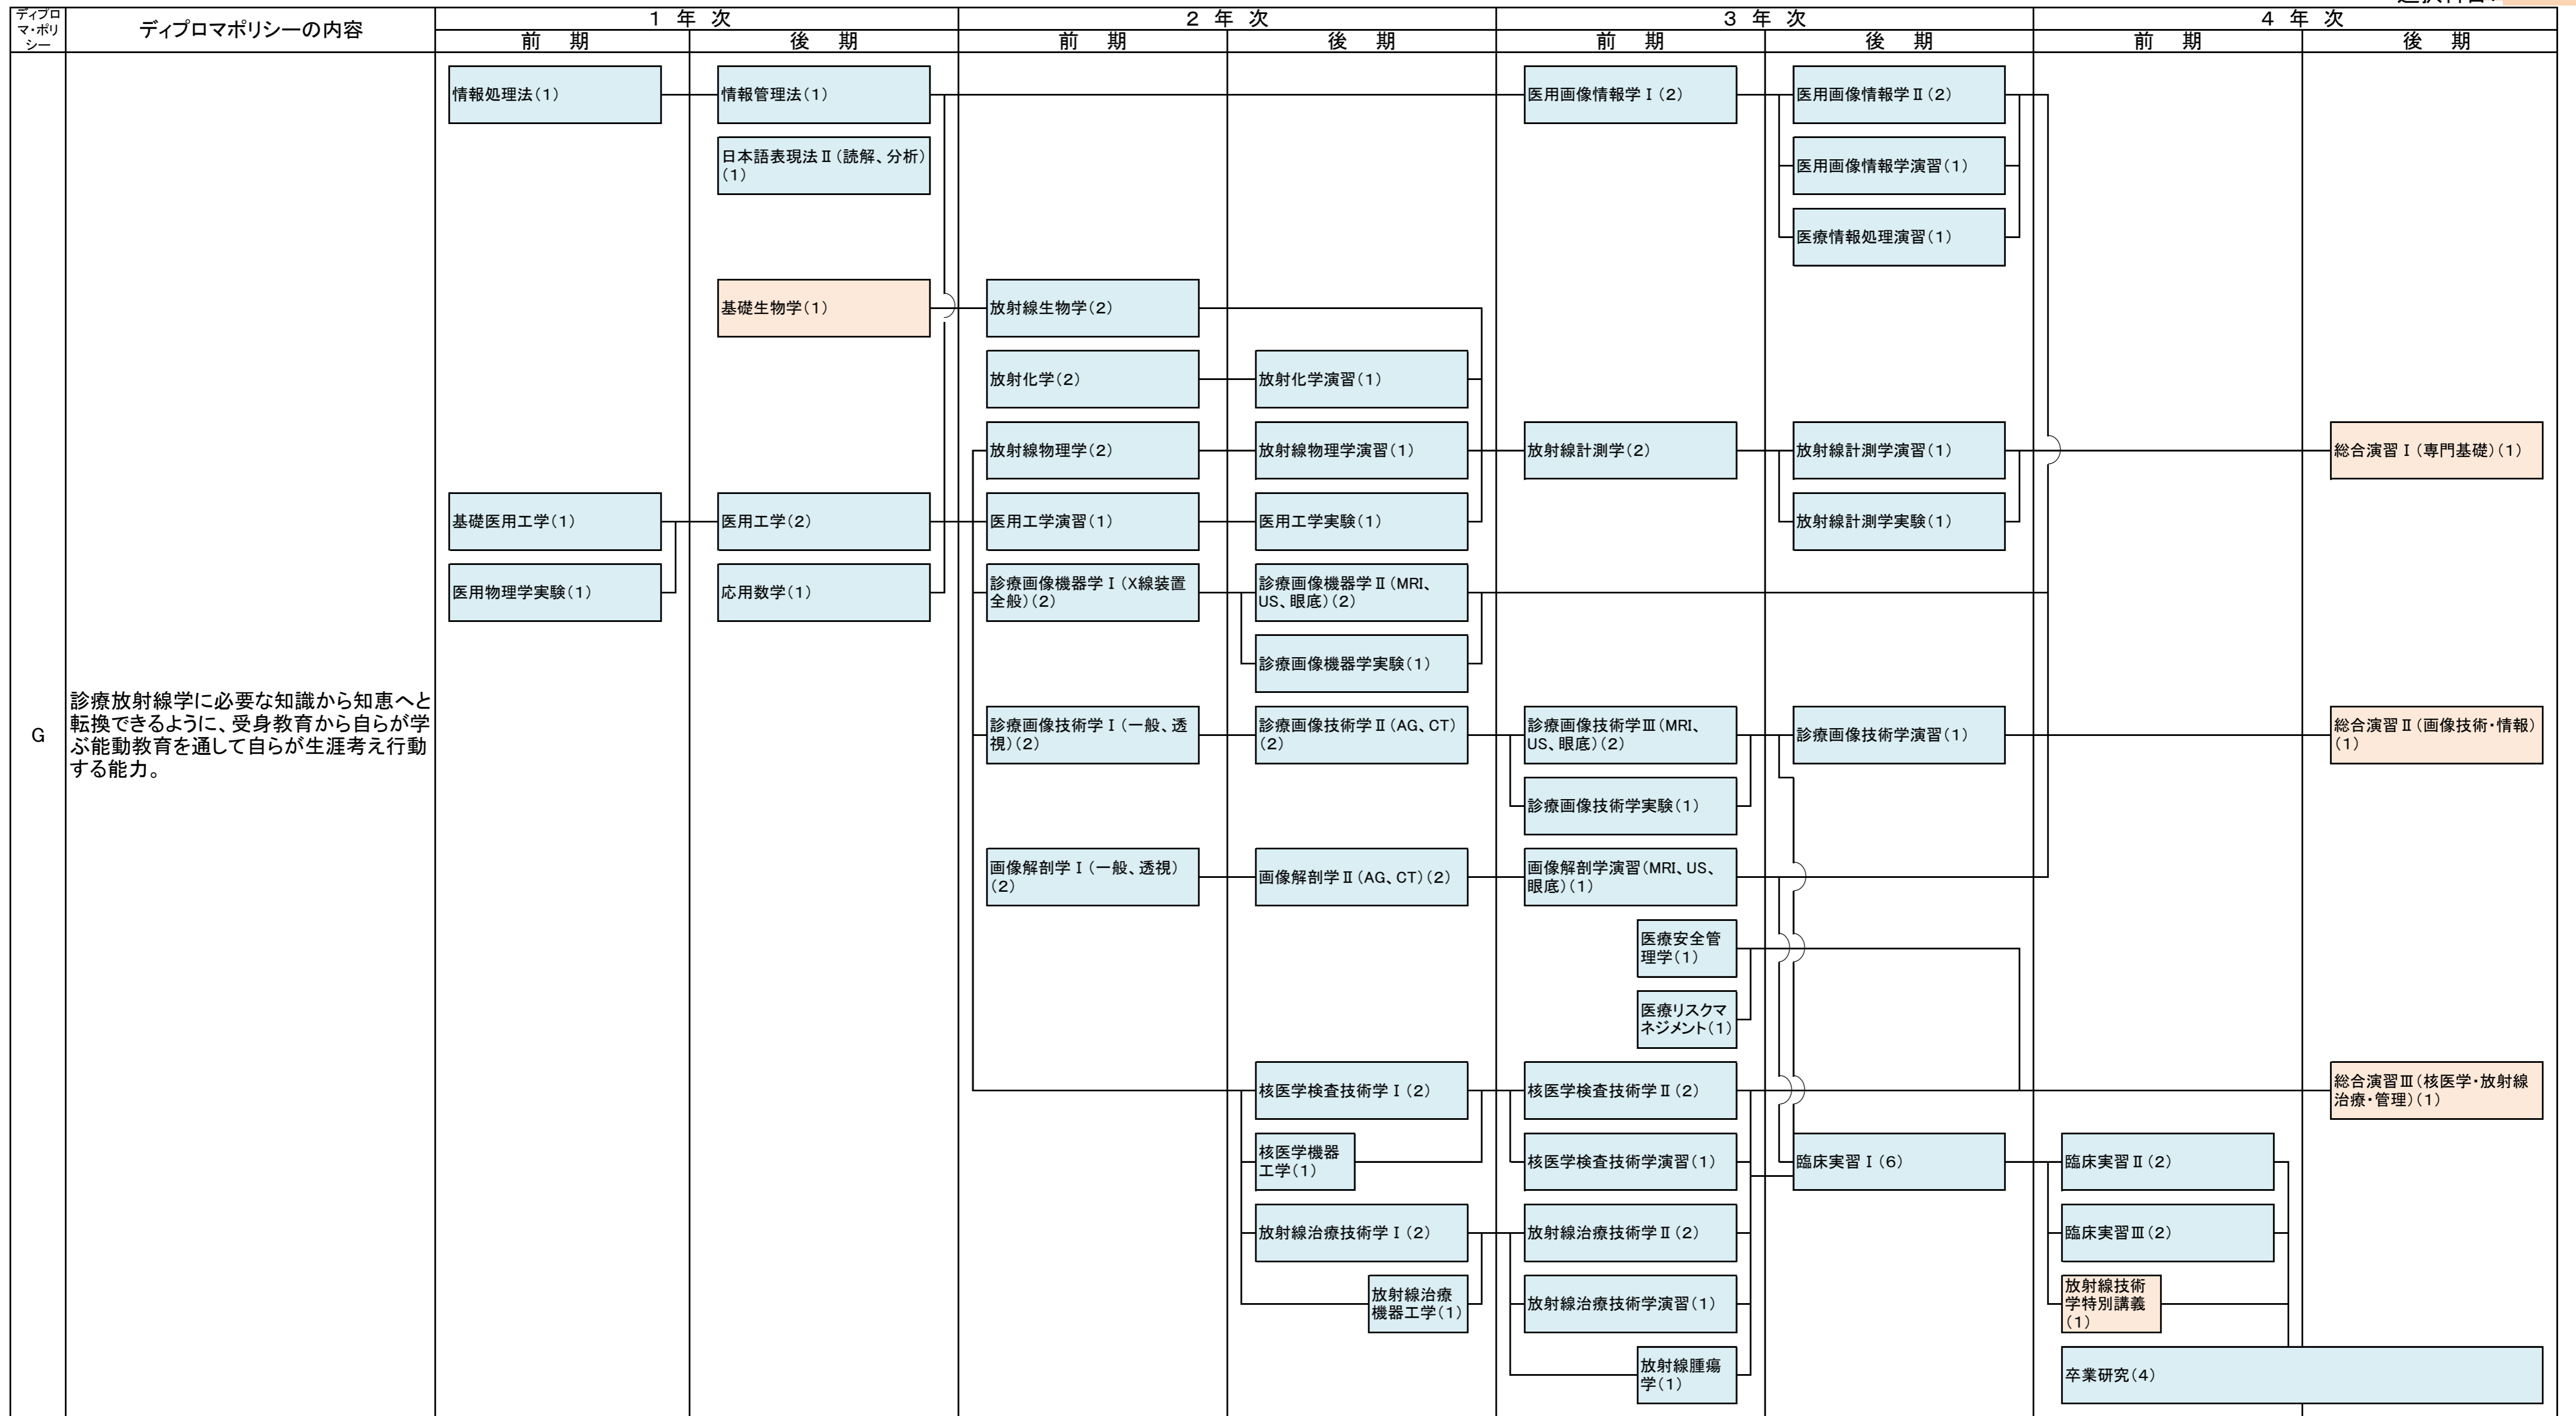 ディプロ
マ・ポリ
シー
ディプロマポリシーの内容
1 年 次
2 年 次
3 年 次
4 年 次
前 期
後 期
前 期
後 期
前 期
後 期
前 期
後 期
情報処理法(1)
情報管理法(1)
医用画像情報学Ⅰ(2)
医用画像情報学Ⅱ(2)
日本語表現法Ⅱ(読解、分析)
(1)
医用画像情報学演習(1)
医療情報処理演習(1)
基礎生物学(1)
放射線生物学(2)
放射化学(2)
放射化学演習(1)
放射線物理学(2)
放射線物理学演習(1)
放射線計測学(2)
放射線計測学演習(1)
総合演習Ⅰ(専門基礎)(1)
基礎医用工学(1)
医用工学(2)
医用工学演習(1)
医用工学実験(1)
放射線計測学実験(1)
医用物理学実験(1)
応用数学(1)
診療画像機器学Ⅰ(X線装置
全般)(2)
診療画像機器学Ⅱ(MRI、
US、眼底)(2)
診療画像機器学実験(1)
G
診療放射線学に必要な知識から知恵へと
転換できるように、受身教育から自らが学
ぶ能動教育を通して自らが生涯考え行動
する能力。
診療画像技術学Ⅰ(一般、透
視)(2)
診療画像技術学Ⅱ(AG、CT)
(2)
診療画像技術学Ⅲ(MRI、
US、眼底)(2)
診療画像技術学演習(1)
総合演習Ⅱ(画像技術・情報)
(1)
診療画像技術学実験(1)
画像解剖学Ⅰ(一般、透視)
(2)
画像解剖学Ⅱ(AG、CT)(2)
画像解剖学演習(MRI、US、
眼底)(1)
医療安全管
理学(1)
医療リスクマ
ネジメント(1)
核医学検査技術学Ⅰ(2)
核医学検査技術学Ⅱ(2)
総合演習Ⅲ(核医学・放射線
治療・管理)(1)
核医学機器
工学(1)
核医学検査技術学演習(1)
臨床実習Ⅰ(6)
臨床実習Ⅱ(2)
放射線治療技術学Ⅰ(2)
放射線治療技術学Ⅱ(2)
臨床実習Ⅲ(2)
放射線治療
機器工学(1)
放射線治療技術学演習(1)
放射線技術
学特別講義
(1)
放射線腫瘍
学(1)
卒業研究(4)